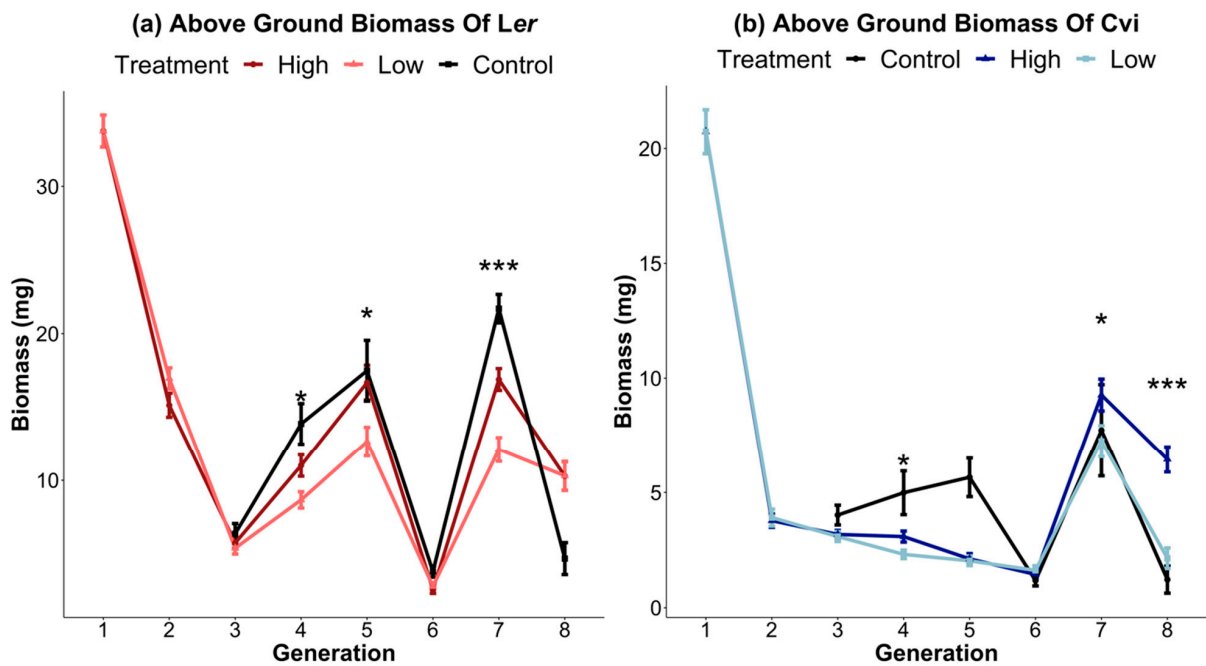 (a) Above Ground Biomass Of Ler
Treatment High Low Control
Biomass (mg)
30
20
10
*
*
***
1 2 3 4 5 6 7 8
Generation
(b) Above Ground Biomass Of Cvi
Treatment Control High Low
Biomass (mg)
20
15
10
5
0
*
*
***
1 2 3 4 5 6 7 8
Generation